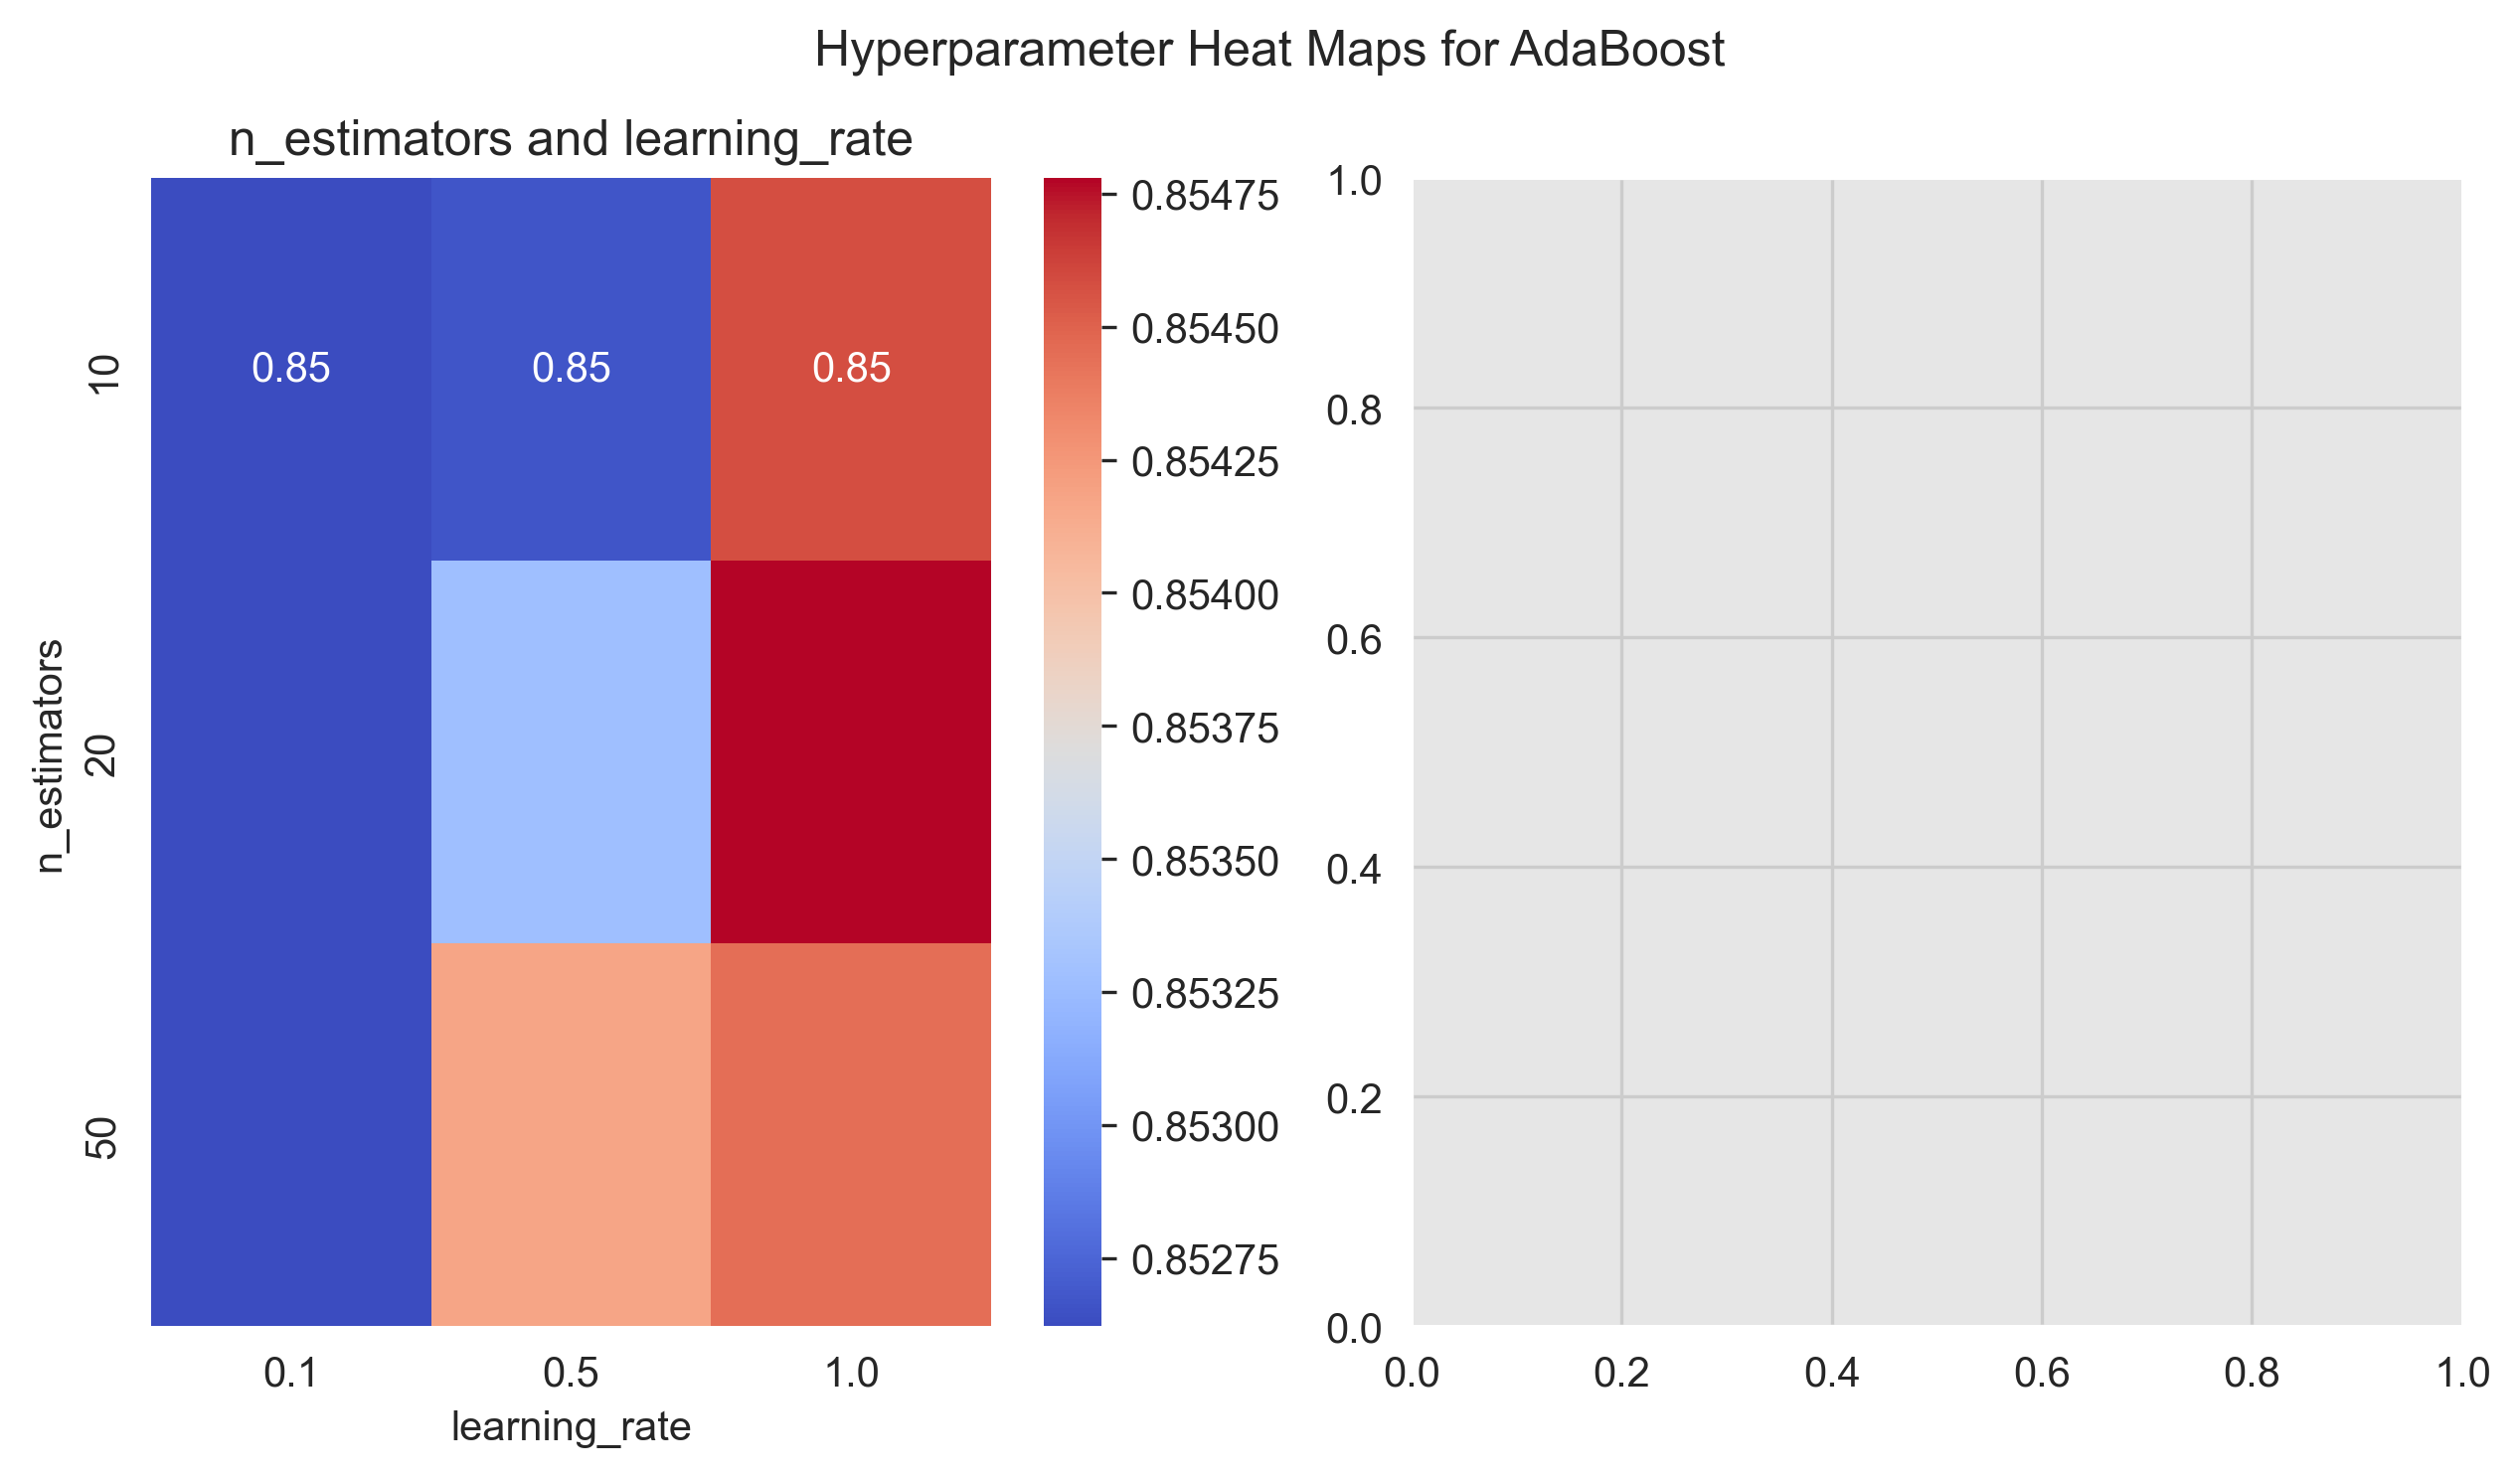 Hyperparameter Heat Maps for AdaBoost
n_estimators and learning_rate
n_estimators
10
20
50
0.85 0.85 0.85
0.1 0.5 1.0
learning_rate
0.85475
0.85450
0.85425
0.85400
0.85375
0.85350
0.85325
0.85300
0.85275
1.0
0.8
0.6
0.4
0.2
0.0
0.0 0.2 0.4 0.6 0.8 1.0